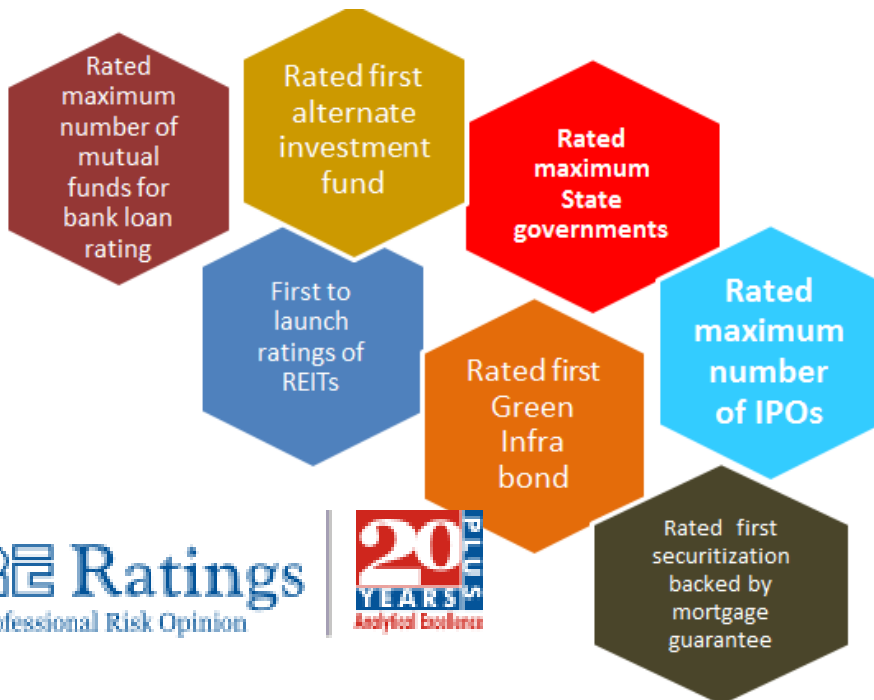 Rated
maximum
number of
mutual
funds for
bank loan
rating
Rated first
alternate
investment
fund
Rated
maximum
State
governments
First to
launch
ratings of
REITs
Rated first
Green
Infra
bond
Rated
maximum
number
of IPOs
Rated first
securitization
backed by
mortgage
guarantee
RE Ratings
ofessional Risk Opinion
20
PLUS
YEARS
Analytical Excellence